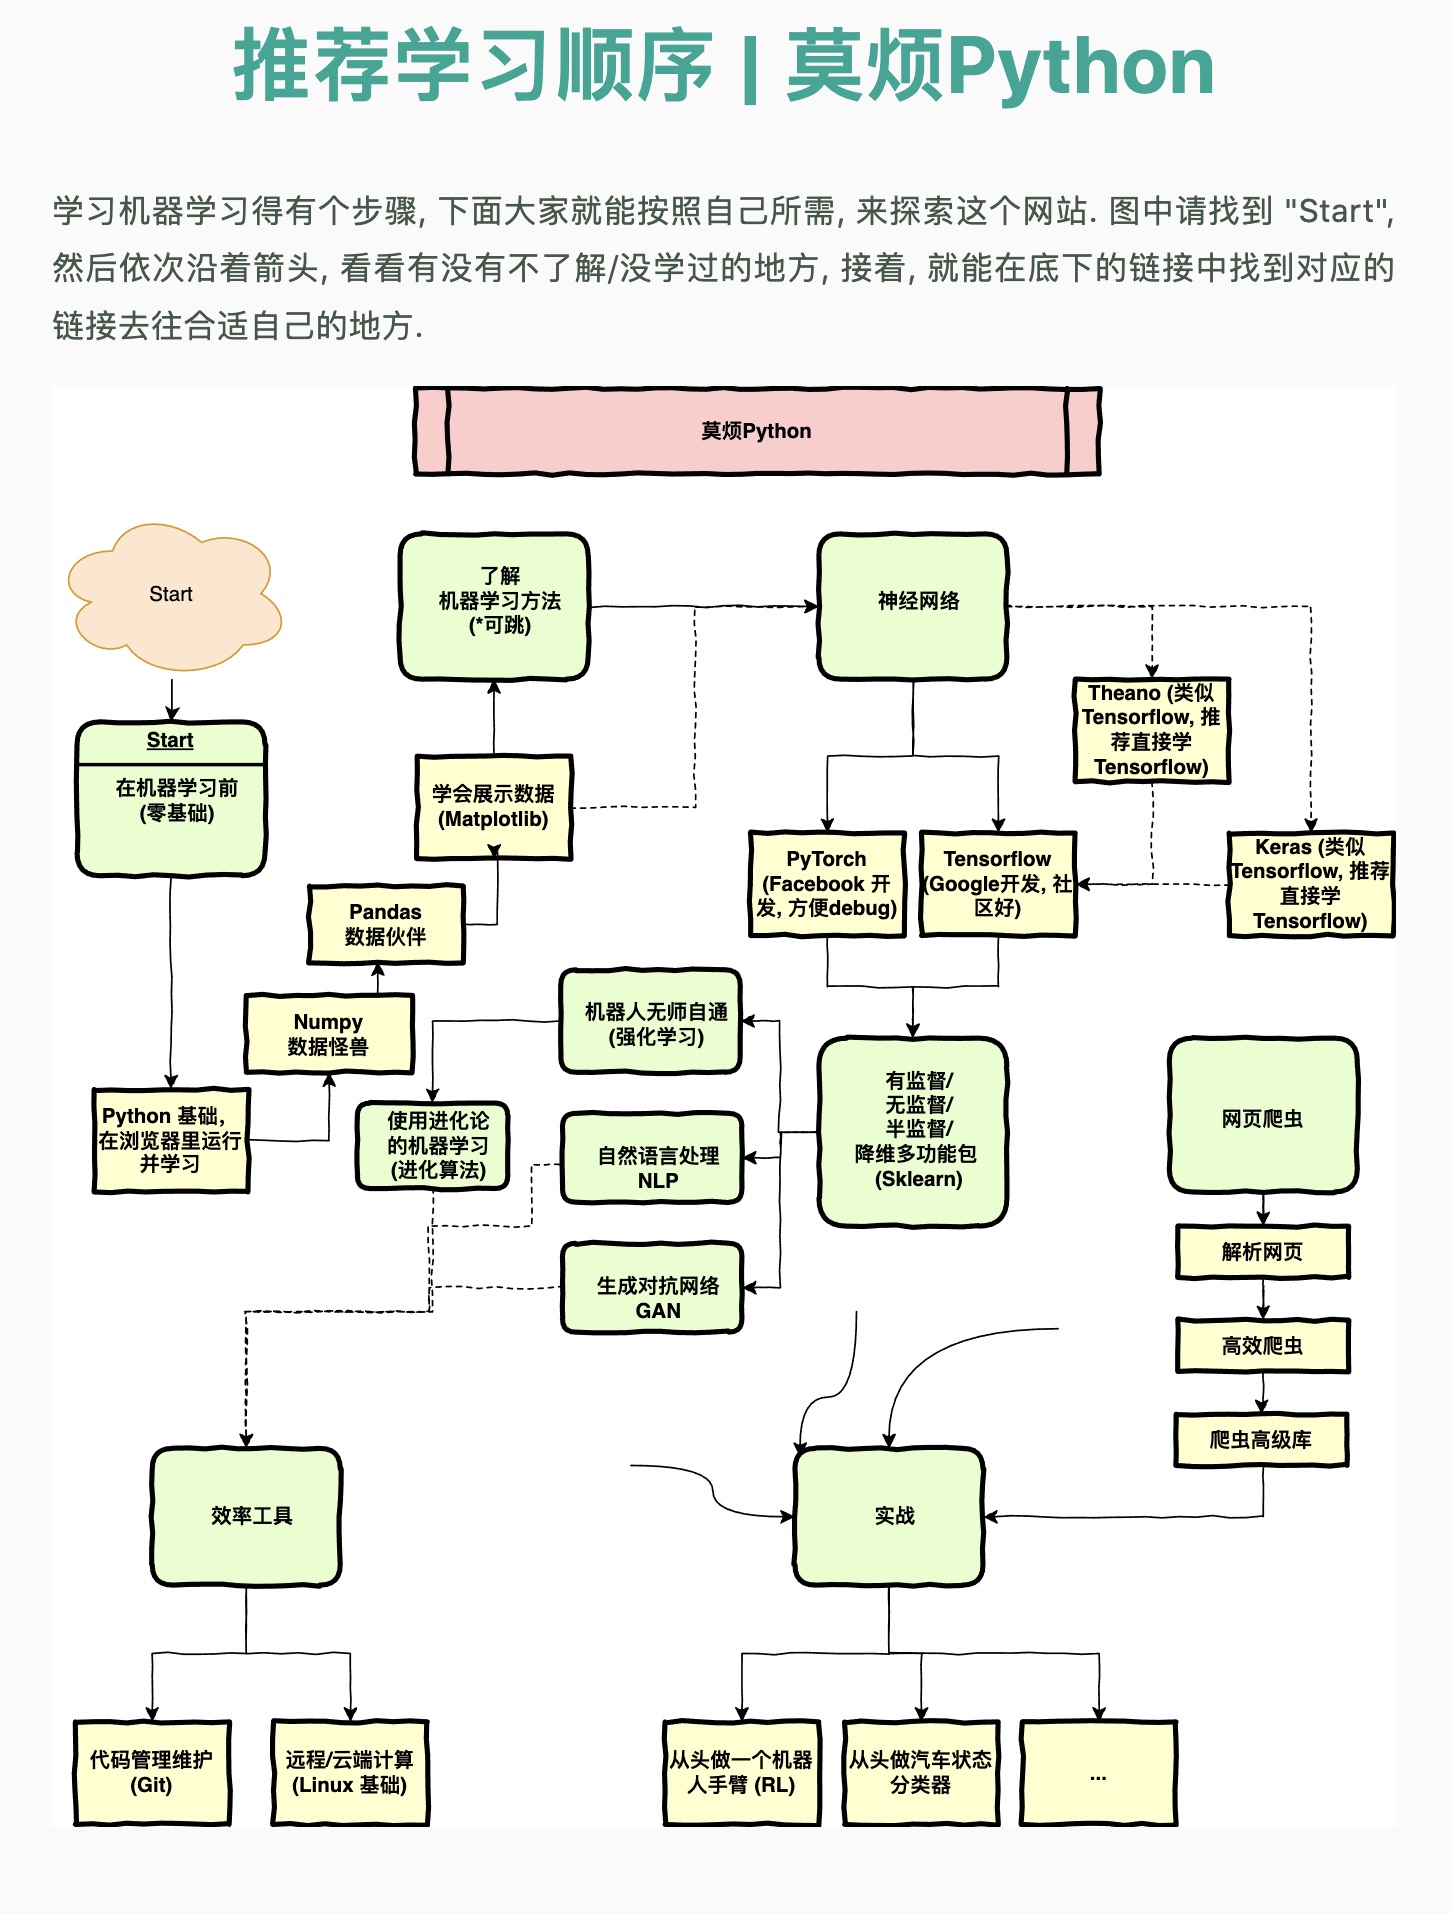 推荐学习顺序 | 莫烦Python
学习机器学习得有个步骤, 下面大家就能按照自己所需, 来探索这个网站. 图中请找到 "Start",
然后依次沿着箭头, 看看有没有不了解/没学过的地方, 接着, 就能在底下的链接中找到对应的
链接去往合适自己的地方.
莫烦Python
Start
Start
在机器学习前
(零基础)
了解
机器学习方法
(*可跳)
神经网络
Theano (类似
Tensorflow, 推
荐直接学
Tensorflow)
学会展示数据
(Matplotlib)
PyTorch
(Facebook 开
发, 方便debug)
Tensorflow
(Google开发, 社
区好)
Keras (类似
Tensorflow, 推荐
直接学
Tensorflow)
Pandas
数据伙伴
Numpy
数据怪兽
Python 基础,
在浏览器里运行
并学习
机器人无师自通
(强化学习)
使用进化论
的机器学习
(进化算法)
自然语言处理
NLP
生成对抗网络
GAN
有监督/
无监督/
半监督/
降维多功能包
(Sklearn)
网页爬虫
解析网页
高效爬虫
爬虫高级库
效率工具
实战
代码管理维护
(Git)
远程/云端计算
(Linux 基础)
从头做一个机器
人手臂 (RL)
从头做汽车状态
分类器
...